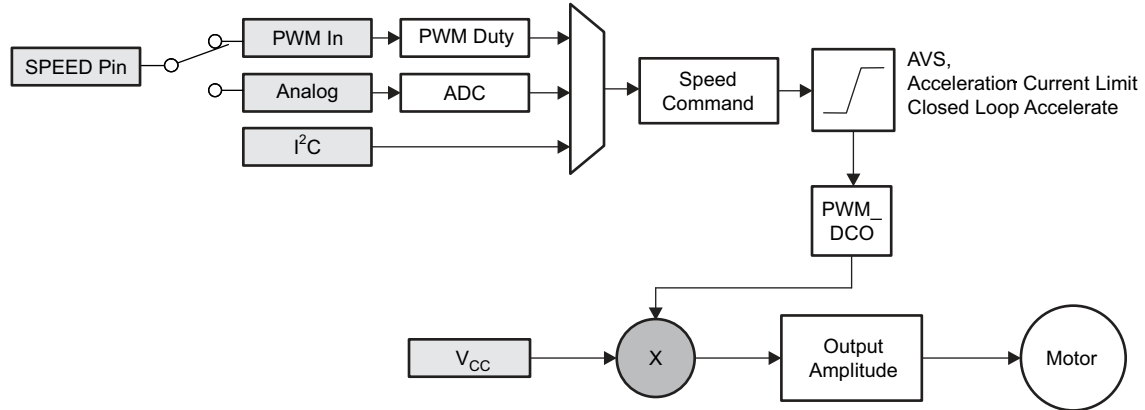 SPEED Pin
PWM In
PWM Duty
Analog
ADC
I²C
Speed
Command
AVS,
Acceleration Current Limit
Closed Loop Accelerate
PWM_
DCO
VCC
X
Output
Amplitude
Motor